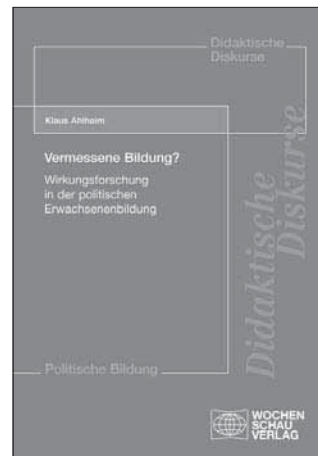 Didaktische
Diskurse
Klaus Ahlheim
Vermessene Bildung?
Wirkungsforschung
in der politischen
Erwachsenenbildung
Didaktische
Diskurse
Politische Bildung
WOCHEN
SCHAU
VERLAG